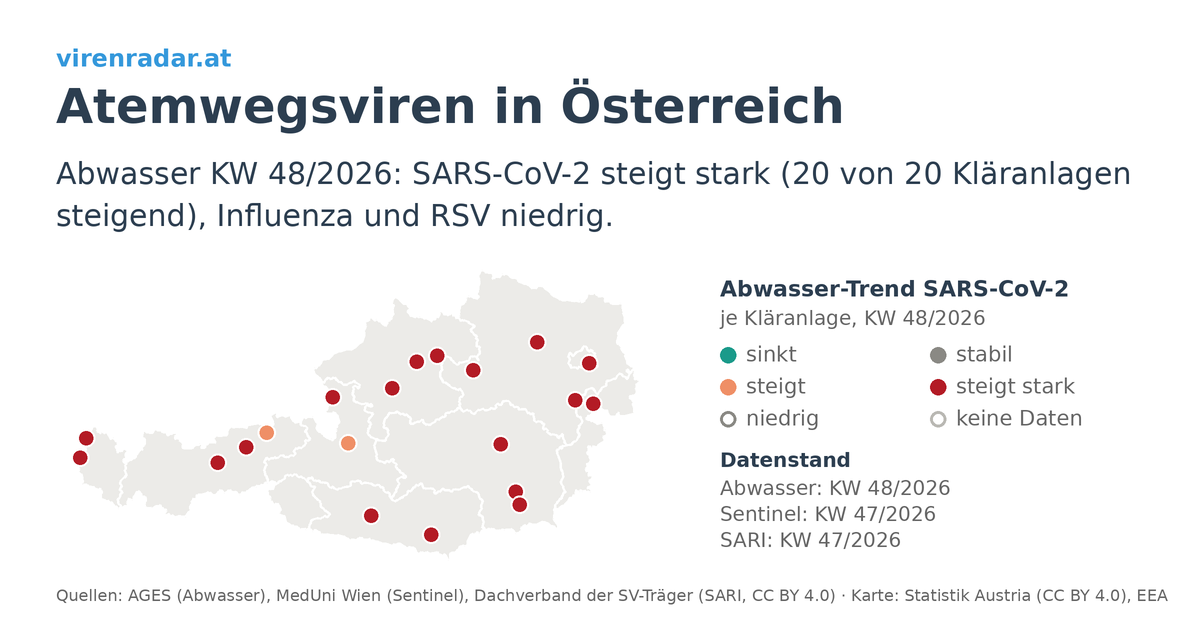 virenradar.at
Atemwegsviren in Österreich
Abwasser KW 48/2026: SARS-CoV-2 steigt stark (20 von 20 Kläranlagen
steigend), Influenza und RSV niedrig.
Abwasser-Trend SARS-CoV-2
je Kläranlage, KW 48/2026
sinkt
stabil
steigt
steigt stark
niedrig
keine Daten
Datenstand
Abwasser: KW 48/2026
Sentinel: KW 47/2026
SARI: KW 47/2026
Quellen: AGES (Abwasser), MedUni Wien (Sentinel), Dachverband der SV-Träger (SARI, CC BY 4.0) · Karte: Statistik Austria (CC BY 4.0), EEA